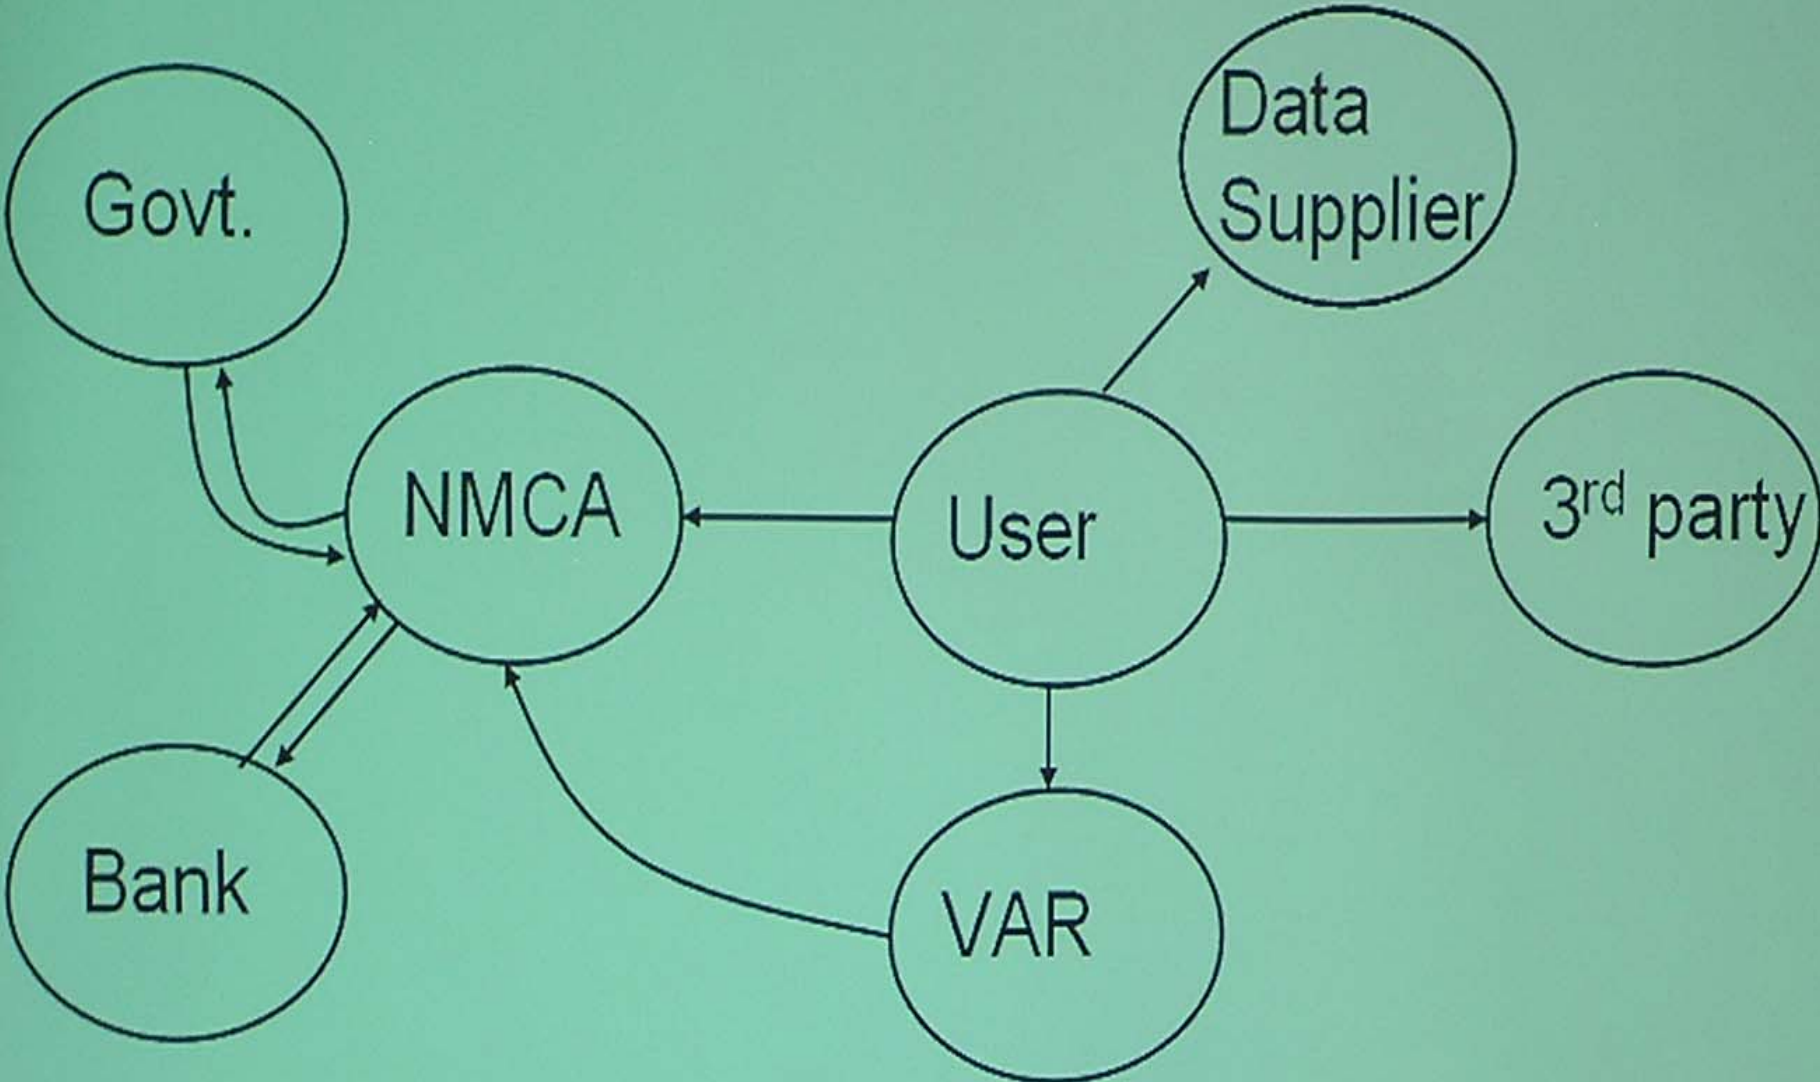 Data
Supplier
Govt.
NMCA
User
3rd party
Bank
VAR